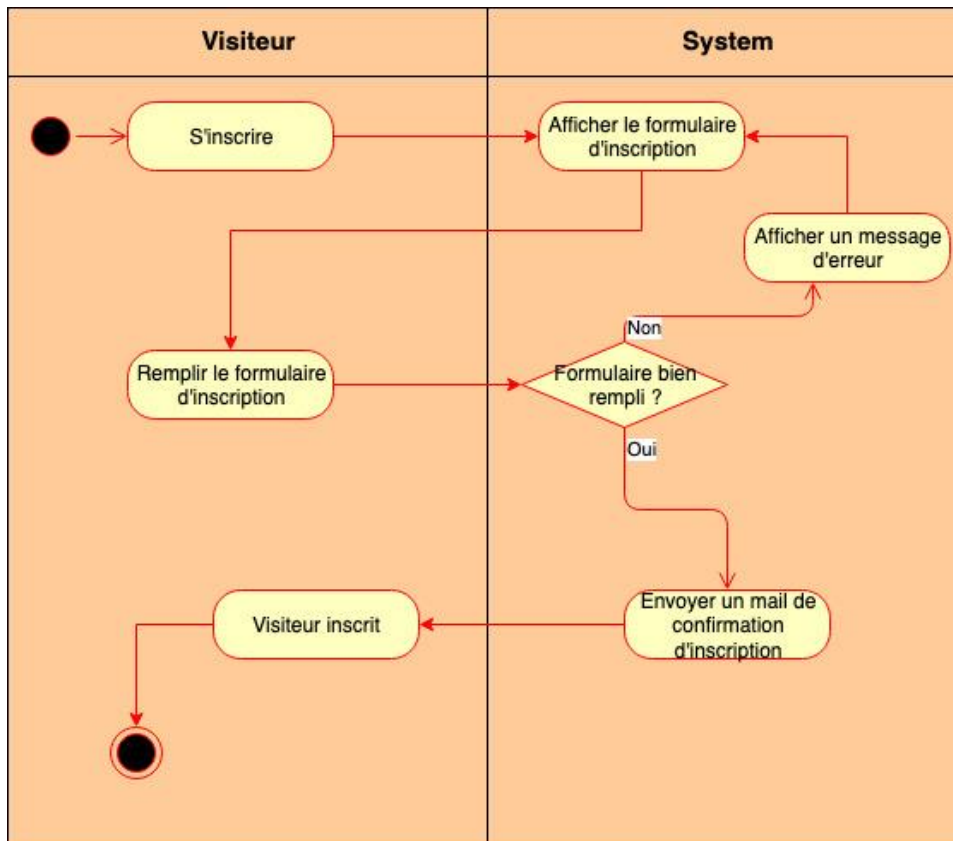 Visiteur
System
S'inscrire
Afficher le formulaire
d'inscription
Afficher un message
d'erreur
Non
Remplir le formulaire
d'inscription
Formulaire bien
rempli ?
Oui
Visiteur inscrit
Envoyer un mail de
confirmation
d'inscription